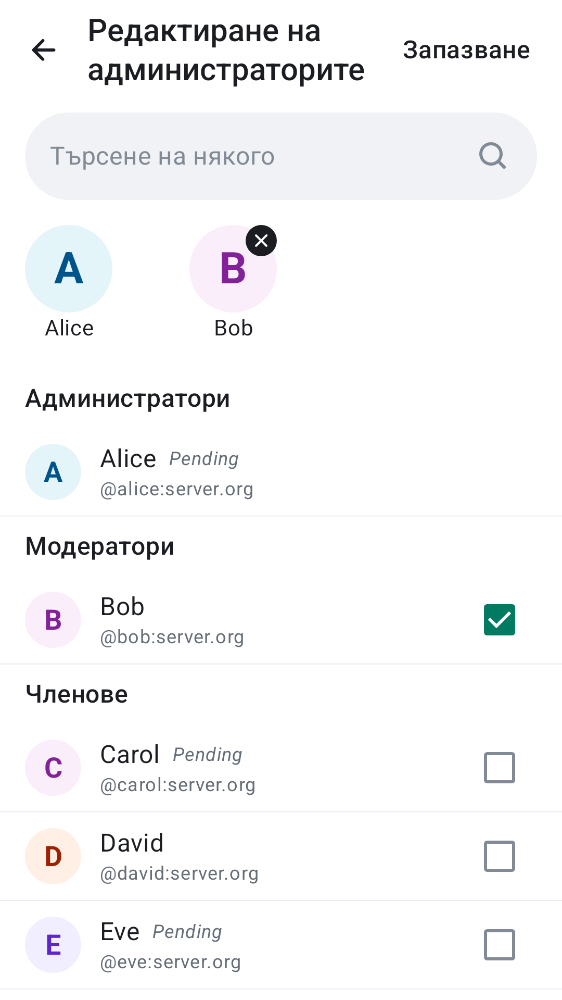 Редактиране на
администраторите
Запазване
Търсене на някого
A
B
Alice
Bob
Администратори
A
Alice Pending
@alice:server.org
Модератори
B
Bob
@bob:server.org
Членове
C
Carol Pending
@carol:server.org
D
David
@david:server.org
E
Eve Pending
@eve:server.org